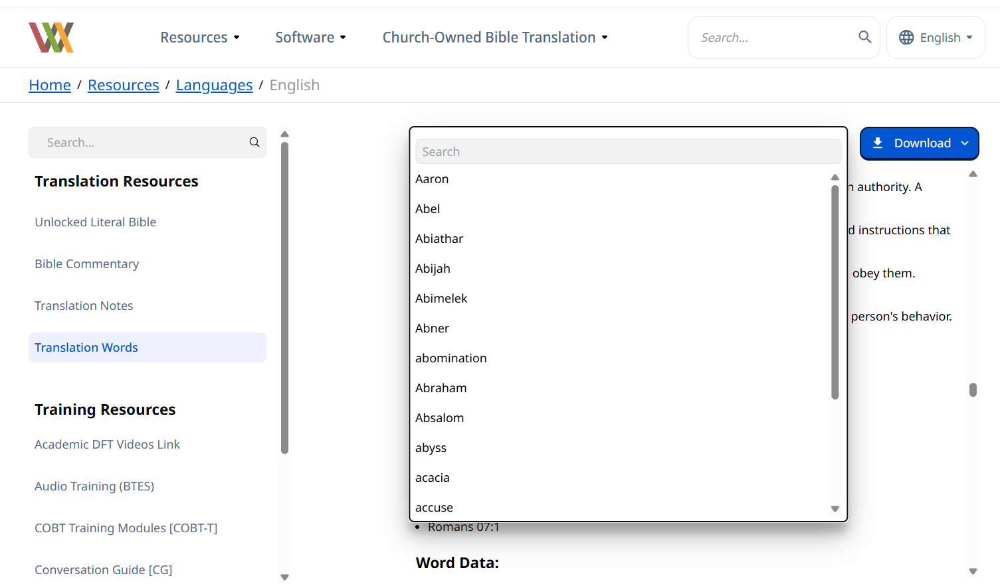 Resources
Software
Church-Owned Bible Translation
Search...
English
Home / Resources / Languages / English
Search...
Translation Resources
Unlocked Literal Bible
Bible Commentary
Translation Notes
Translation Words
Training Resources
Academic DFT Videos Link
Audio Training (BTES)
COBT Training Modules [COBT-T]
Conversation Guide [CG]
Search
Aaron
Abel
Abiathar
Abijah
Abimelek
Abner
abomination
Abraham
Absalom
abyss
acacia
accuse
Download
authority. A
instructions that
obey them.
person's behavior.
• Romans 07:1
Word Data: